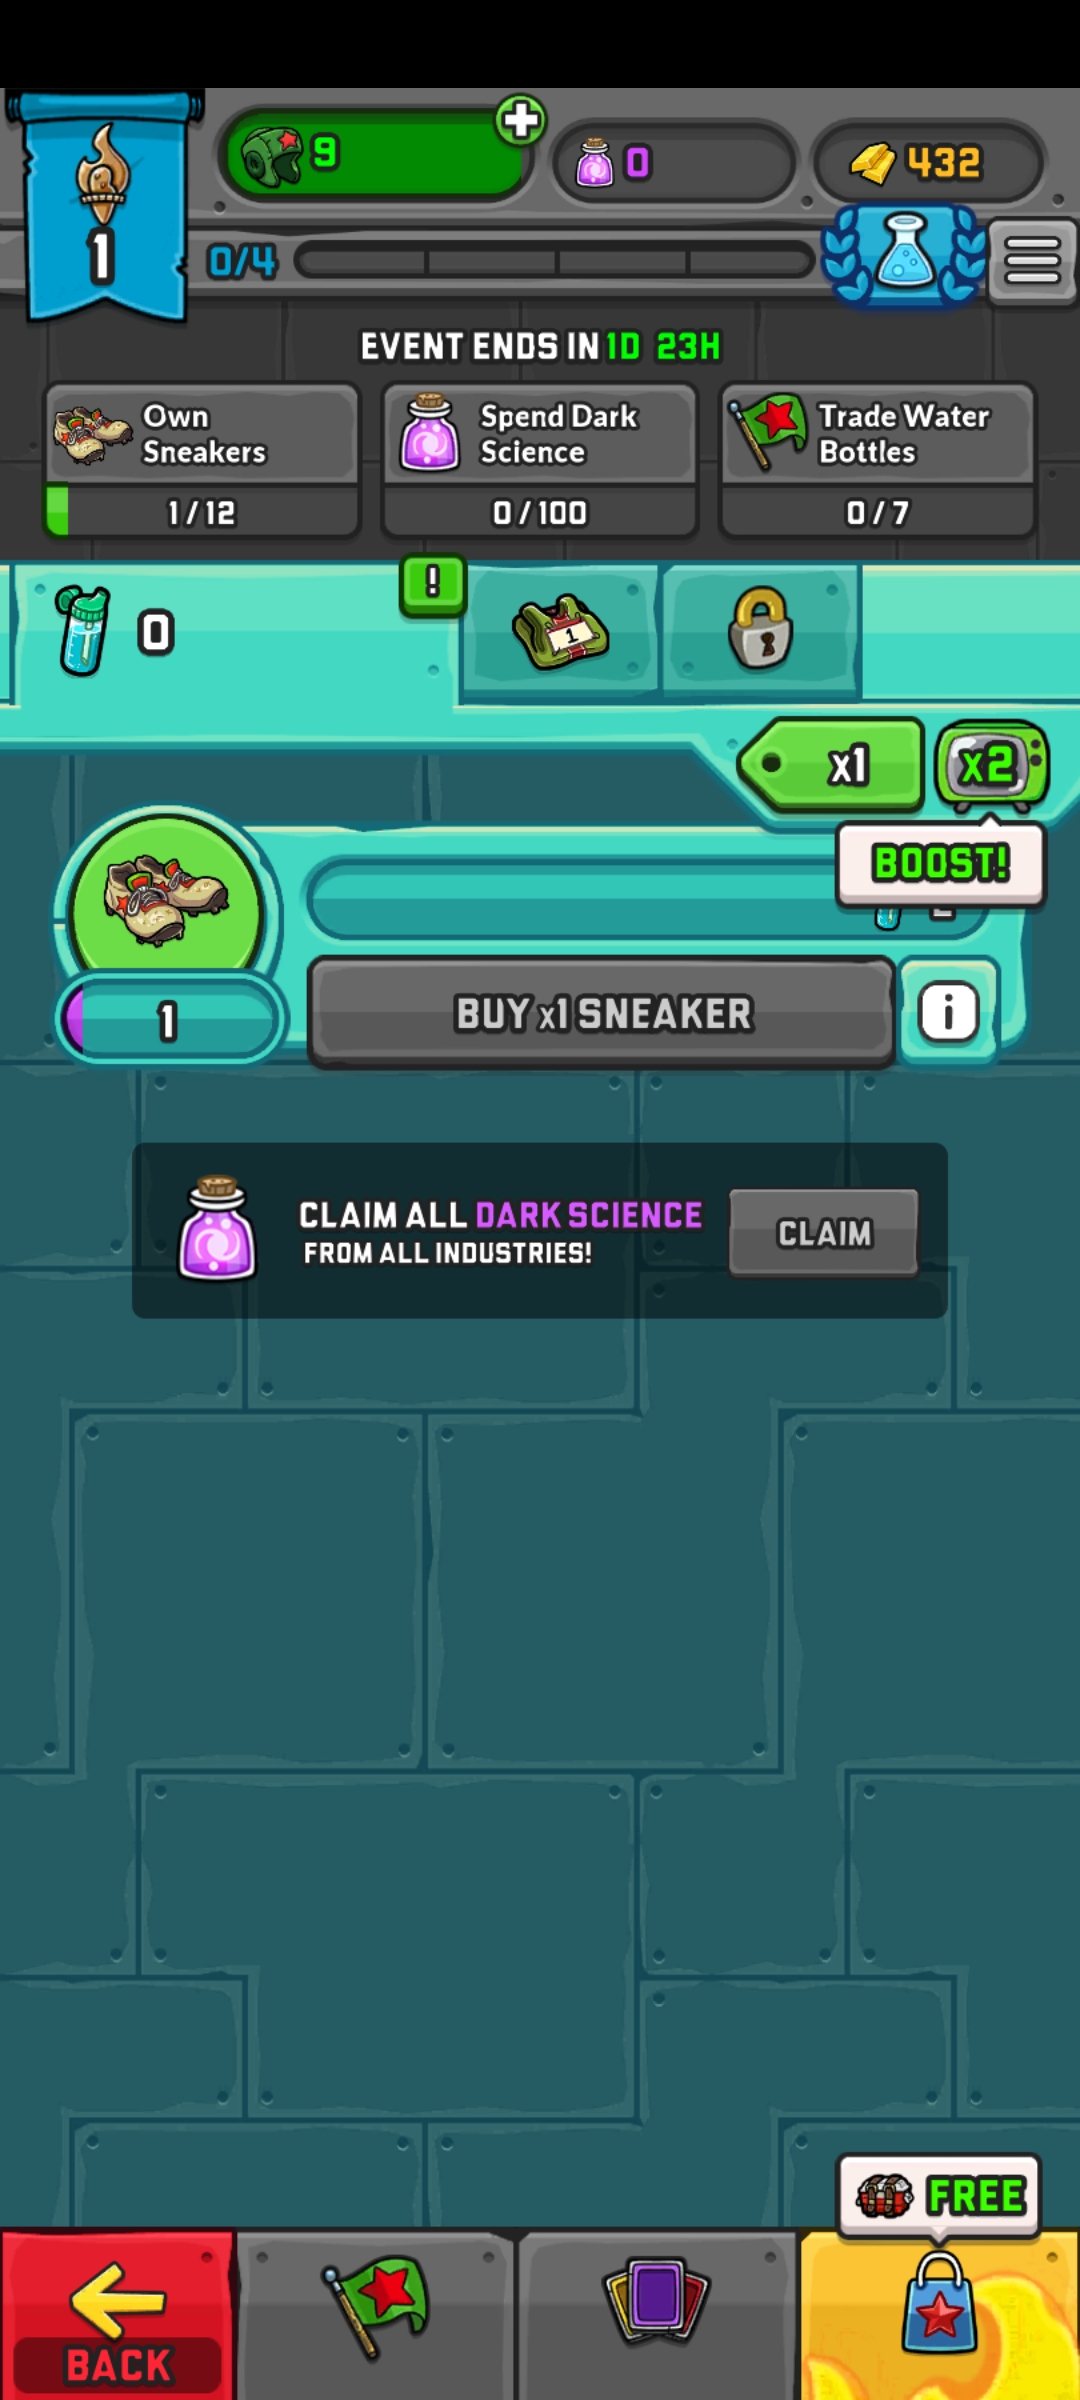 9
0
432
1
0/4
EVENT ENDS IN 1D 23H
Own
Sneakers
1/12
Spend Dark
Science
0/100
Trade Water
Bottles
0/7
!
0
1
x1
x2
BOOST!
1
BUY x1 SNEAKER
i
CLAIM ALL DARK SCIENCE
FROM ALL INDUSTRIES!
CLAIM
FREE
BACK